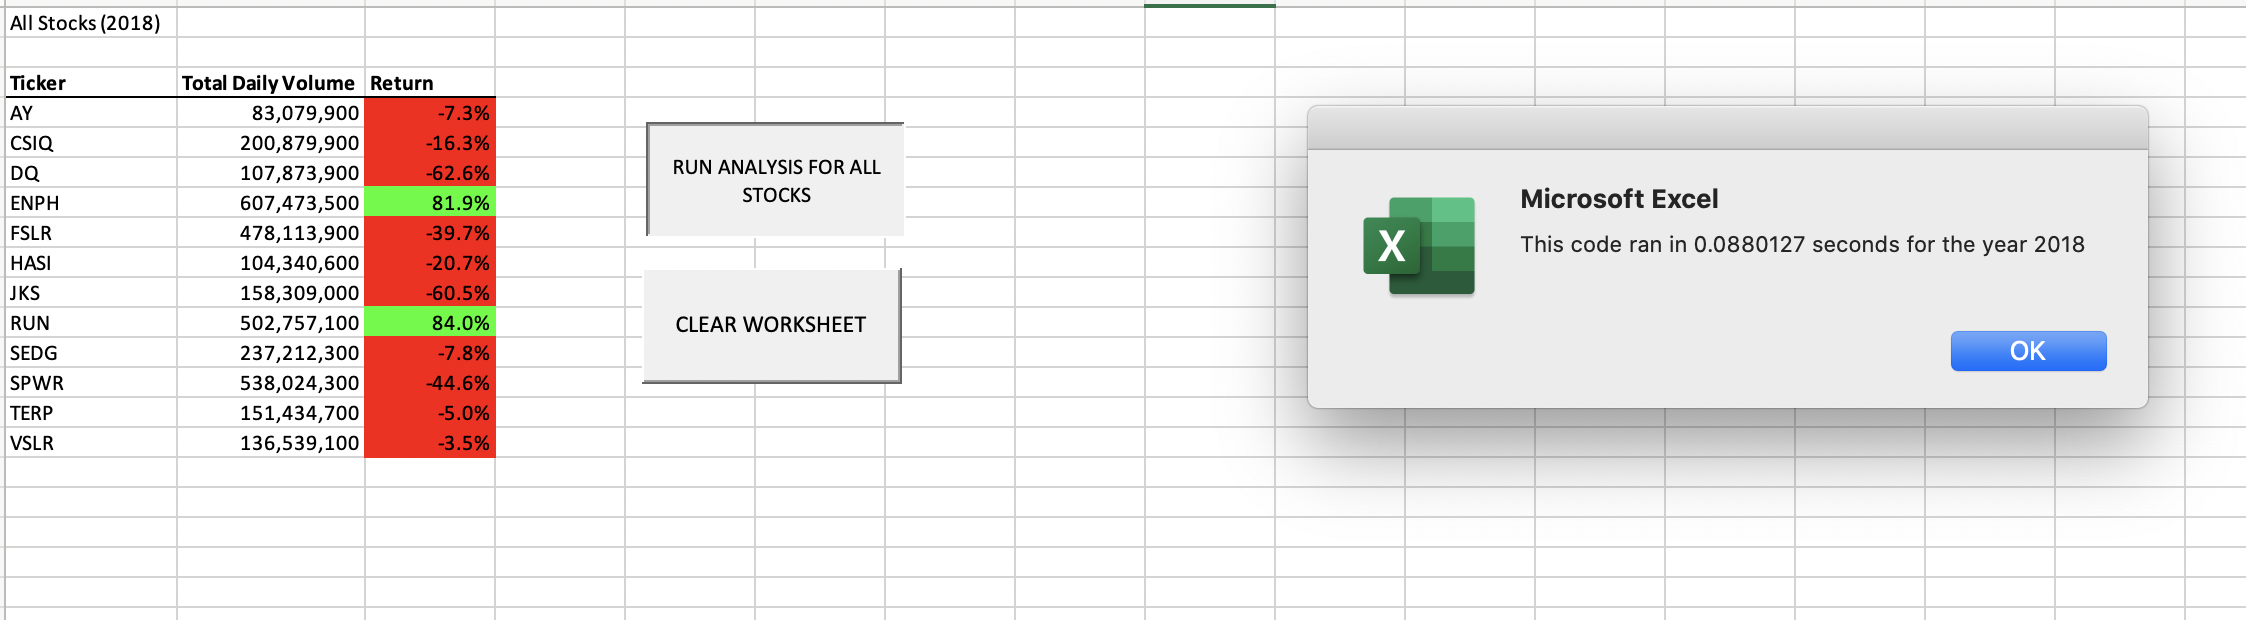 All Stocks (2018)
Ticker Total Daily Volume Return
AY 83,079,900 -7.3%
CSIQ 200,879,900 -16.3%
DQ 107,873,900 -62.6%
ENPH 607,473,500 81.9%
FSLR 478,113,900 -39.7%
HASI 104,340,600 -20.7%
JKS 158,309,000 -60.5%
RUN 502,757,100 84.0%
SEDG 237,212,300 -7.8%
SPWR 538,024,300 -44.6%
TERP 151,434,700 -5.0%
VSLR 136,539,100 -3.5%
RUN ANALYSIS FOR ALL
STOCKS
CLEAR WORKSHEET
X
Microsoft Excel
This code ran in 0.0880127 seconds for the year 2018
OK